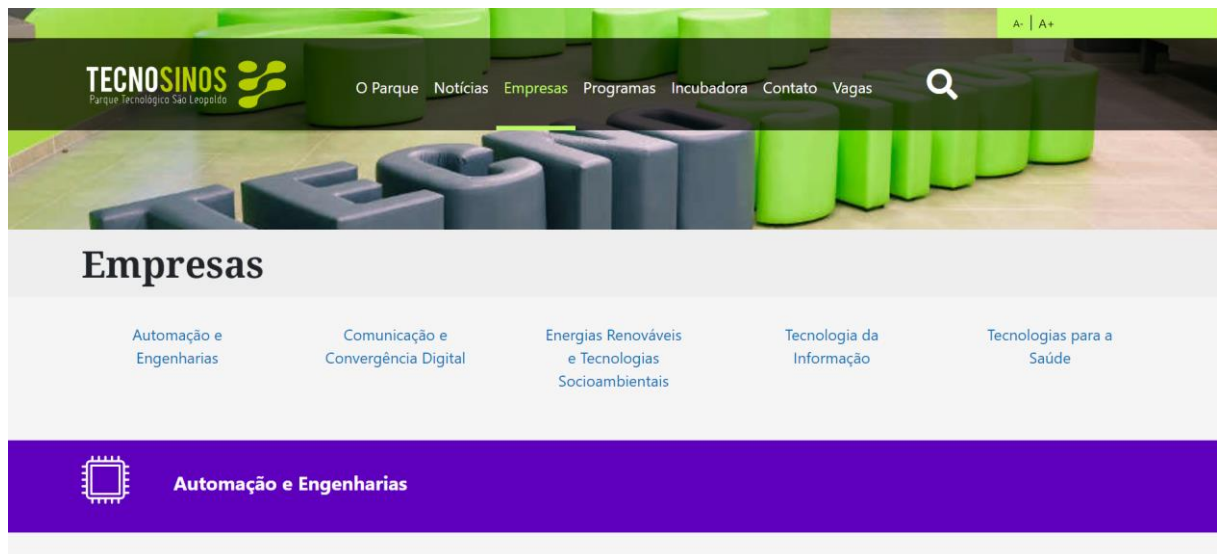 A- | A+
TECNOSINOS
Parque Tecnológico São Leopoldo
O Parque Notícias Empresas Programas Incubadora Contato Vagas
TECNOSINOS
Empresas
Automação e
Engenharias
Comunicação e
Convergência Digital
Energias Renováveis
e Tecnologias
Socioambientais
Tecnologia da
Informação
Tecnologias para a
Saúde
Automação e Engenharias